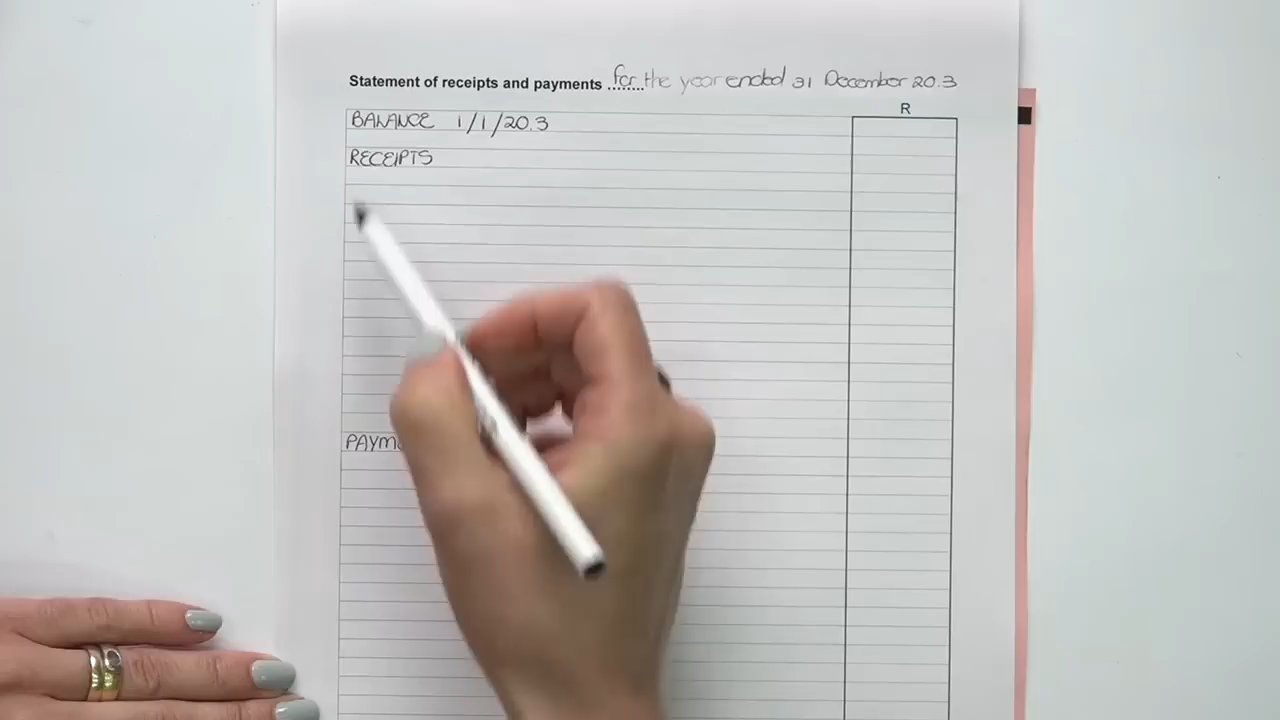 Statement of receipts and payments ....... for the year ended 31 December 20.3
R
BALANCE 1/1/20.3
RECEIPTS